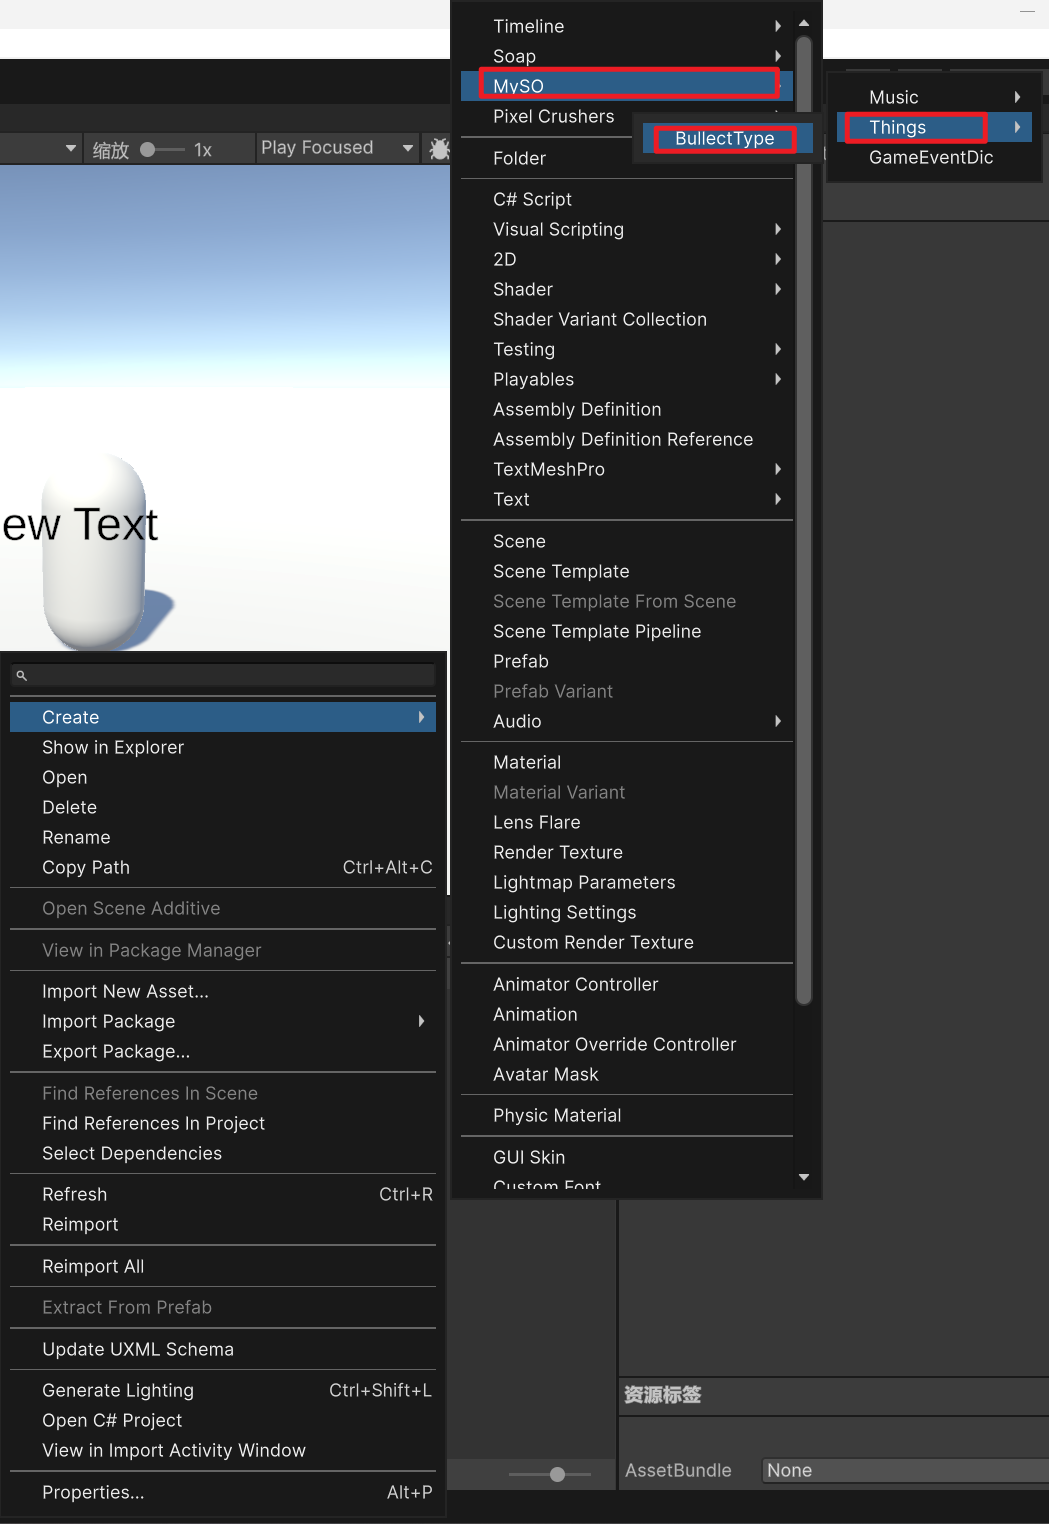 缩放 1x
Play Focused
ew Text
Create
Show in Explorer
Open
Delete
Rename
Copy Path Ctrl+Alt+C
Open Scene Additive
View in Package Manager
Import New Asset...
Import Package
Export Package...
Find References In Scene
Find References In Project
Select Dependencies
Refresh Ctrl+R
Reimport
Reimport All
Extract From Prefab
Update UXML Schema
Generate Lighting Ctrl+Shift+L
Open C# Project
View in Import Activity Window
Properties... Alt+P
Timeline
Soap
MySO
Pixel Crushers
Folder
C# Script
Visual Scripting
2D
Shader
Shader Variant Collection
Testing
Playables
Assembly Definition
Assembly Definition Reference
TextMeshPro
Text
Scene
Scene Template
Scene Template From Scene
Scene Template Pipeline
Prefab
Prefab Variant
Audio
Material
Material Variant
Lens Flare
Render Texture
Lightmap Parameters
Lighting Settings
Custom Render Texture
Animator Controller
Animation
Animator Override Controller
Avatar Mask
Physic Material
GUI Skin
Custom Font
Music
Things
GameEventDic
BullectType
资源标签
AssetBundle None